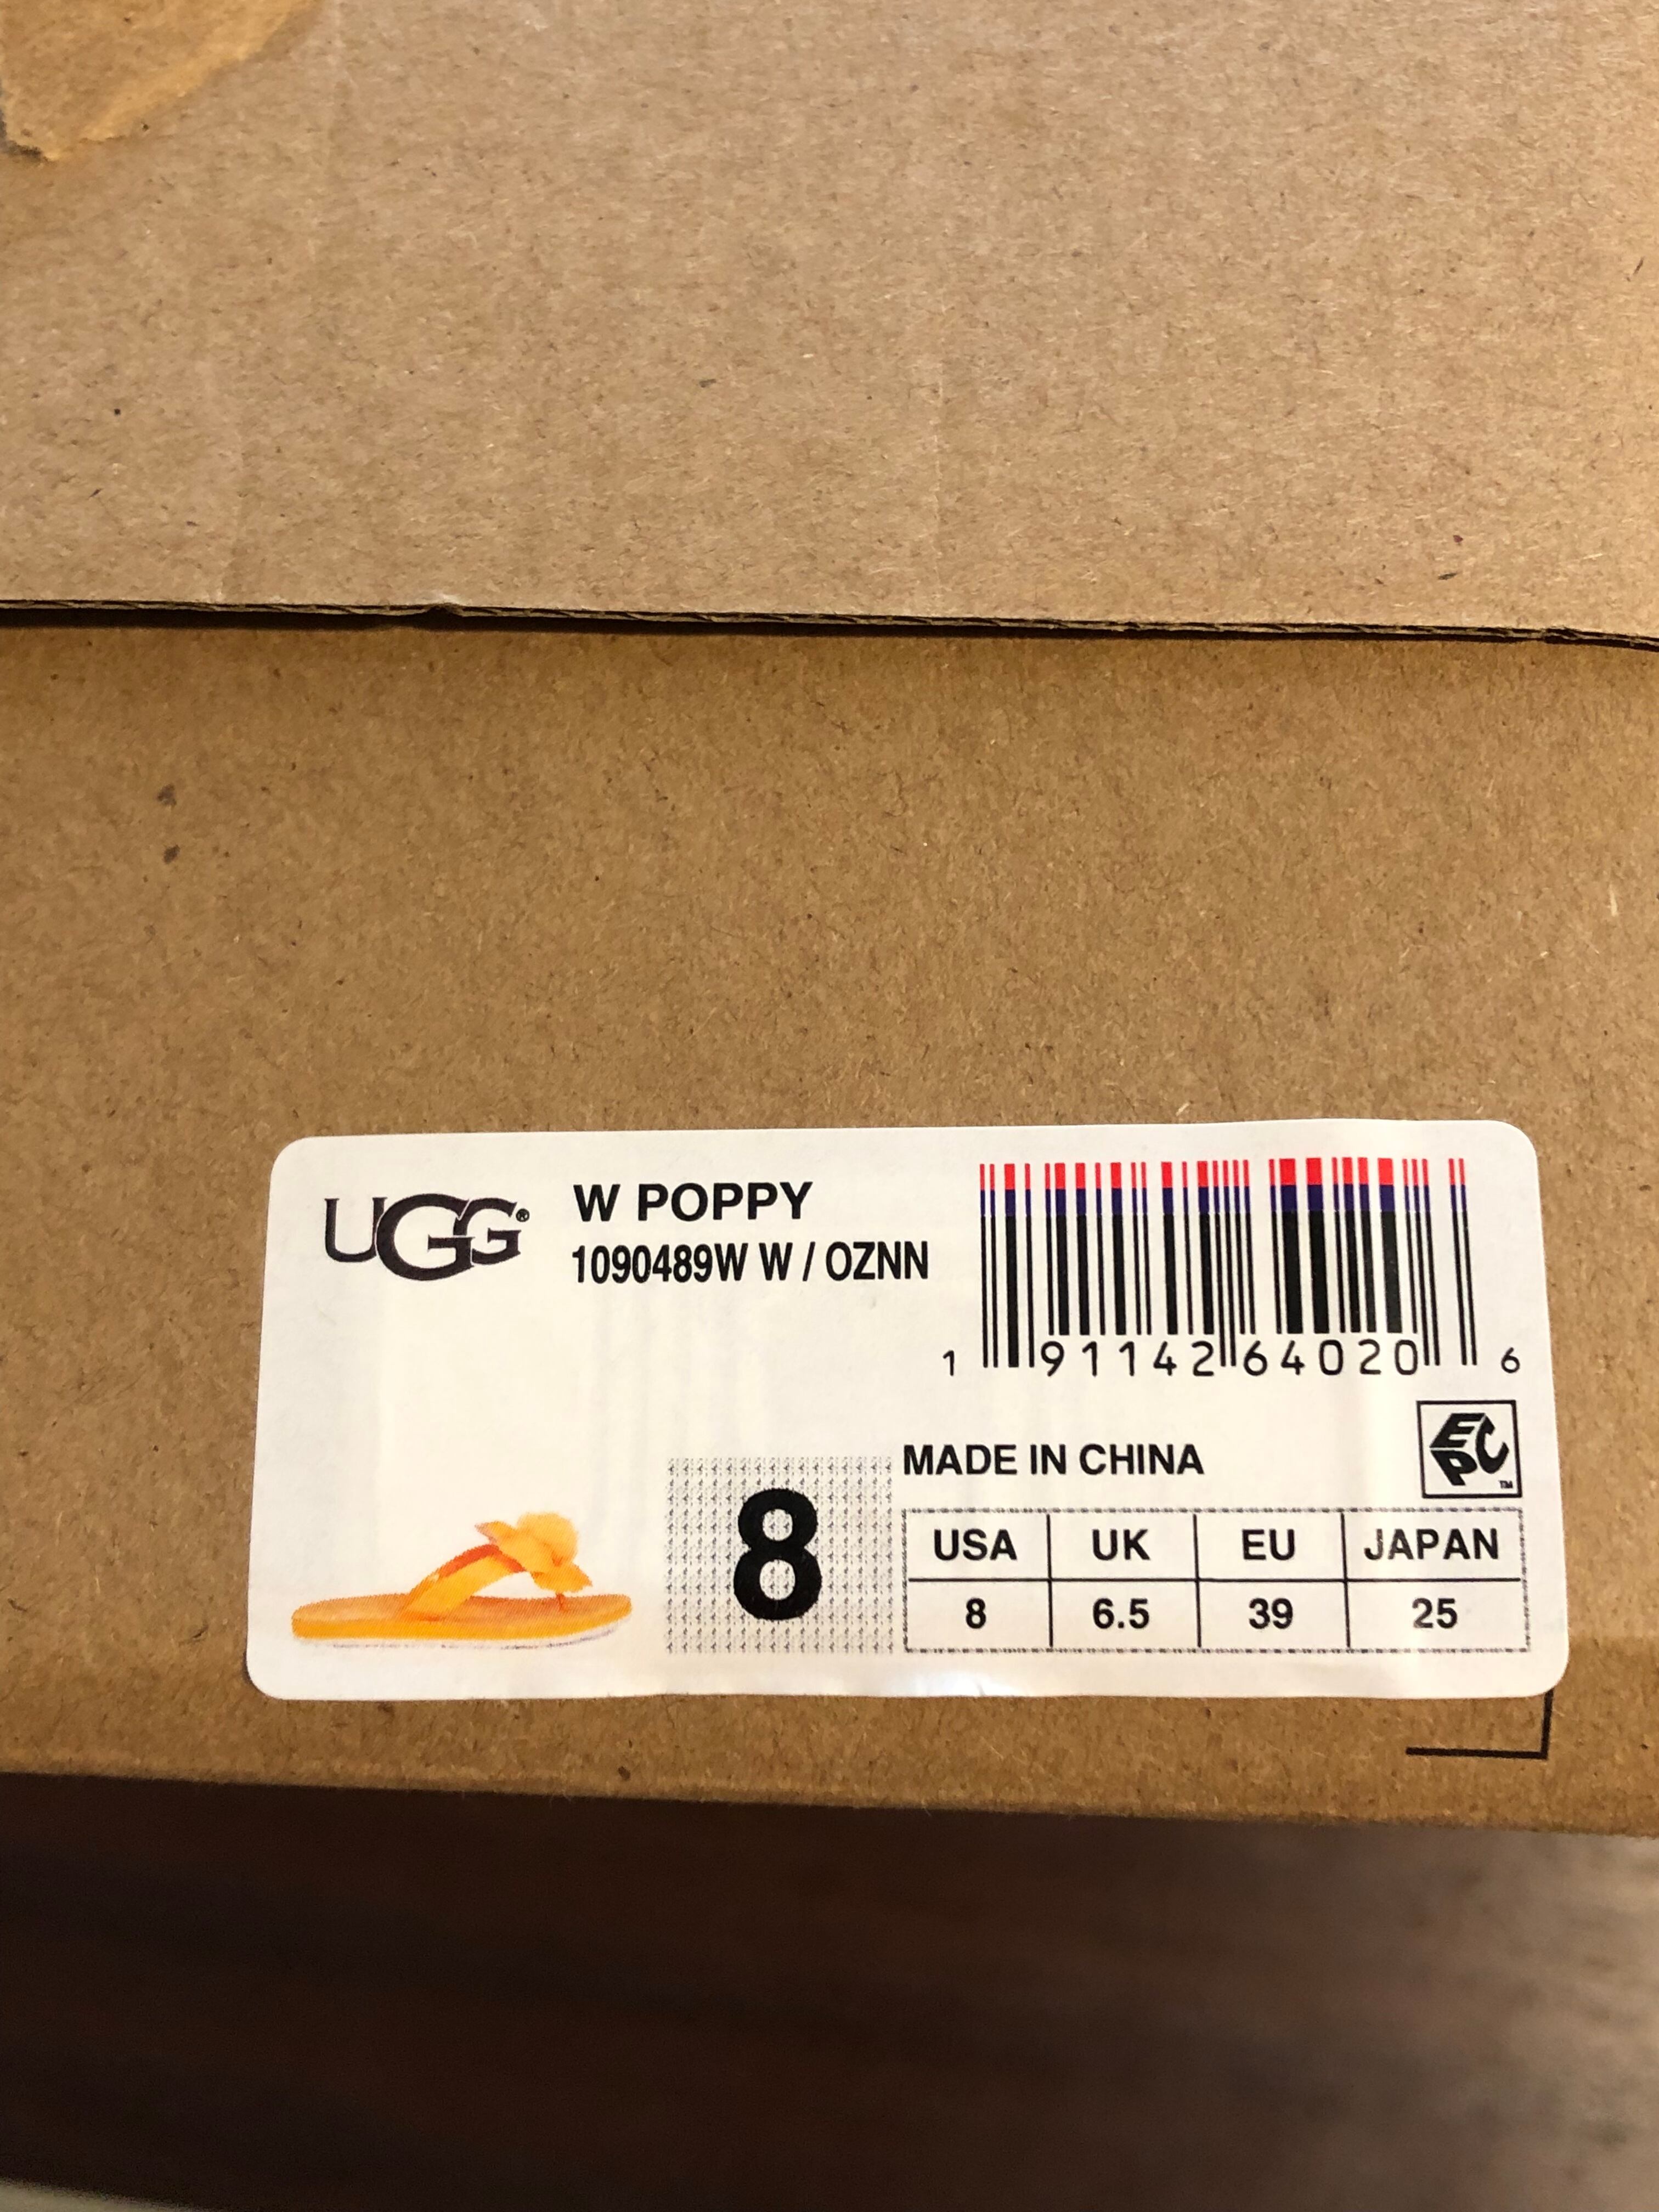 UGG®
W POPPY
1090489W W / OZNN
1 91142 64020 6
MADE IN CHINA
EPC™
8
USA UK EU JAPAN
8 6.5 39 25